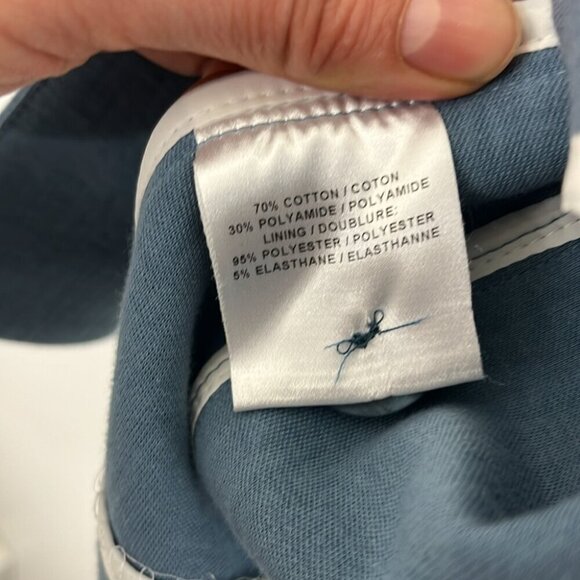 70% COTTON / COTON
30% POLYAMIDE / POLYAMIDE
LINING / DOUBLURE:
95% POLYESTER / POLYESTER
5% ELASTHANE / ELASTHANNE